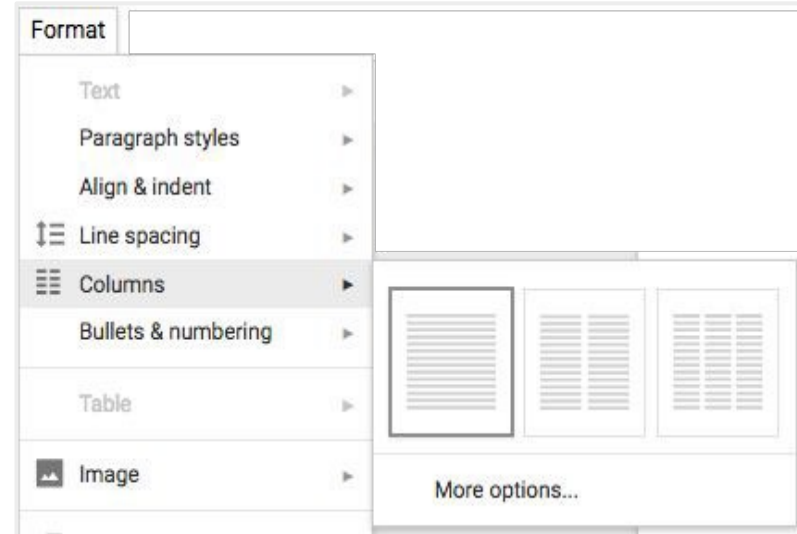 Format
Text
Paragraph styles
Align & indent
Line spacing
Columns
Bullets & numbering
Table
Image
More options...